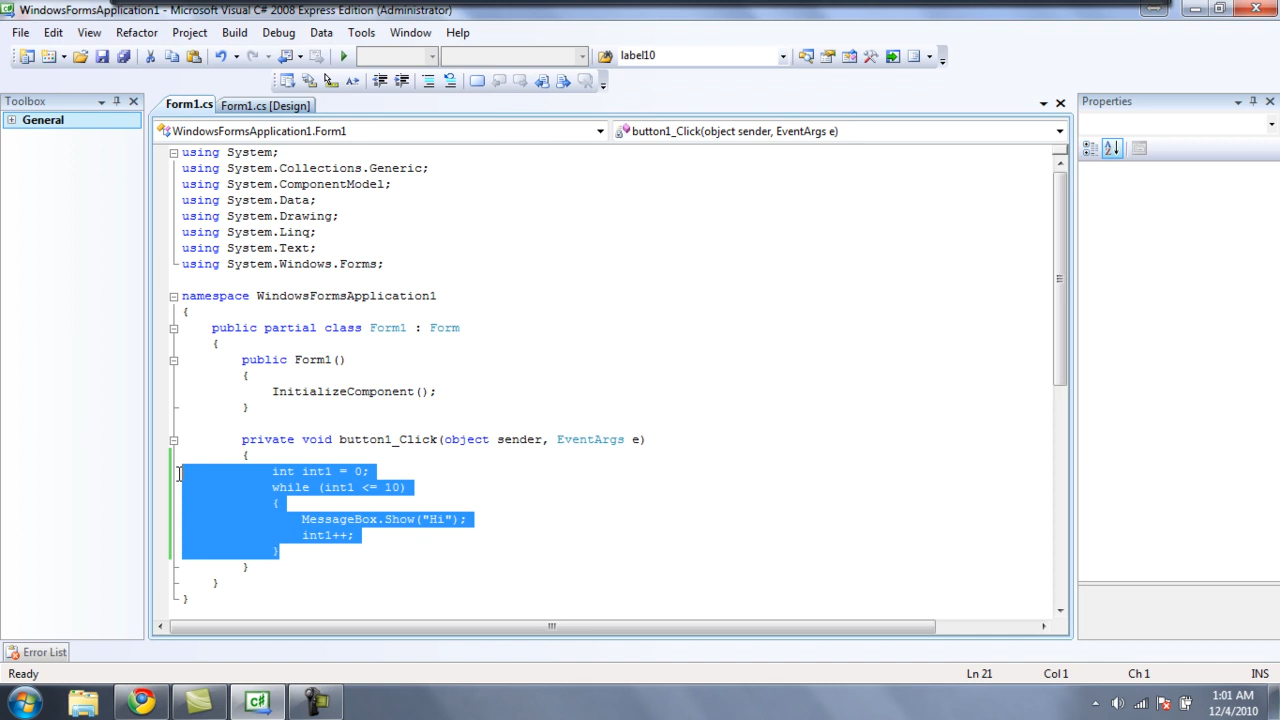 WindowsFormsApplication1 - Microsoft Visual C# 2008 Express Edition (Administrator)
File Edit View Refactor Project Build Debug Data Tools Window Help
label10
Toolbox
General
Form1.cs Form1.cs [Design]
WindowsFormsApplication1.Form1
button1_Click(object sender, EventArgs e)
Properties
using System;
using System.Collections.Generic;
using System.ComponentModel;
using System.Data;
using System.Drawing;
using System.Linq;
using System.Text;
using System.Windows.Forms;
namespace WindowsFormsApplication1
{
public partial class Form1 : Form
{
public Form1()
{
InitializeComponent();
}
private void button1_Click(object sender, EventArgs e)
{
int int1 = 0;
while (int1 <= 10)
{
MessageBox.Show("Hi");
int1++;
}
}
}
}
Error List
Ready Ln 21 Col 1 Ch 1 INS
1:01 AM
12/4/2010